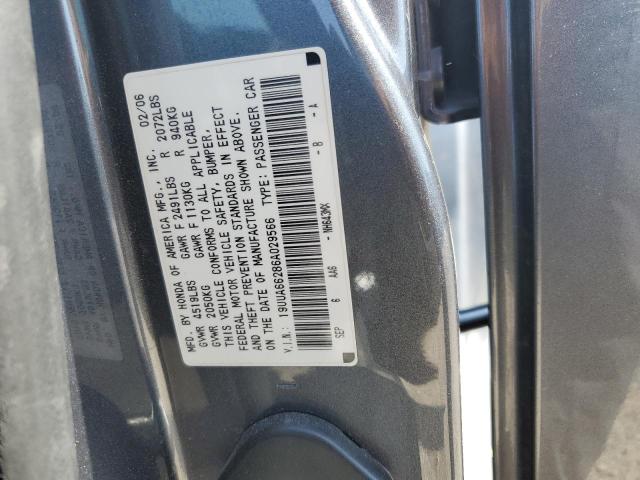 MFD. BY HONDA OF AMERICA MFG., INC. 02/06
GVWR 4519LBS GAWR F 2491LBS R 2072LBS
GVWR 2050KG GAWR F 1130KG R 940KG
THIS VEHICLE CONFORMS TO ALL APPLICABLE
FEDERAL MOTOR VEHICLE SAFETY, BUMPER,
AND THEFT PREVENTION STANDARDS IN EFFECT
ON THE DATE OF MANUFACTURE SHOWN ABOVE.
V.I.N.: 19UUA66286A029566 TYPE: PASSENGER CAR
SEP 6 AAG - NH643MX - B - A